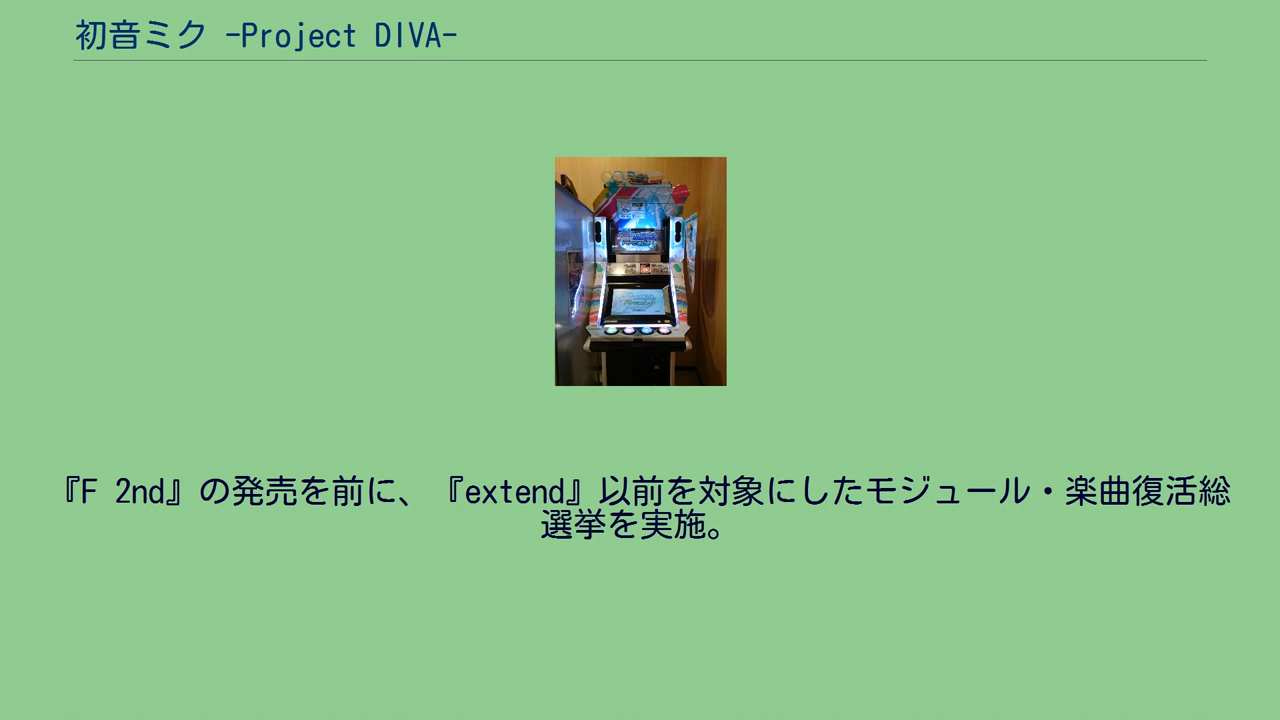 初音ミク -Project DIVA-
『F 2nd』の発売を前に、『extend』以前を対象にしたモジュール・楽曲復活総
選挙を実施。